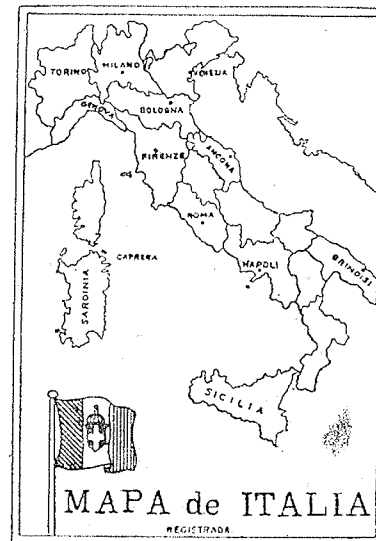 MILANO
TORINO
VENEZIA
GENOVA
BOLOGNA
FIRENZE
ANCONA
ROMA
CAPRERA
NAPOLI
BRINDISI
SARDINIA
SICILIA
MAPA de ITALIA
REGISTRADA